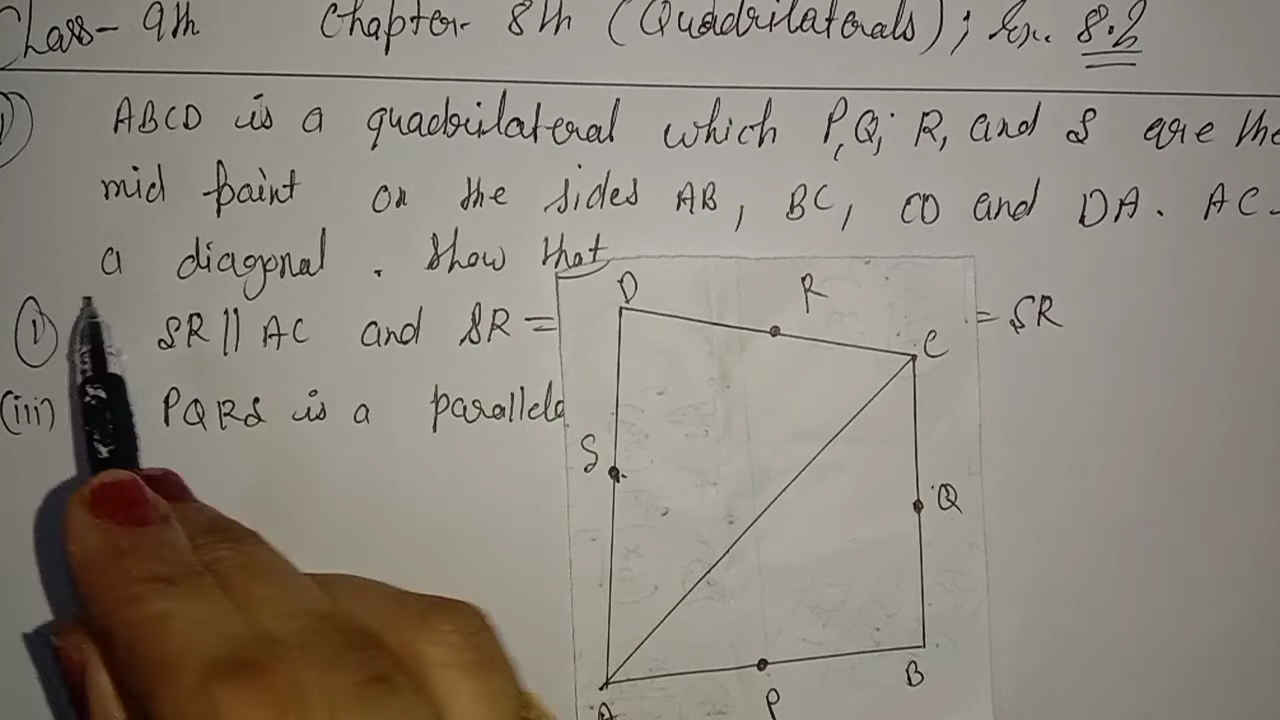 Class- 9th Chapter- 8th (Quadrilaterals); Ex. 8.2
ABCD is a quadrilateral which P, Q, R, and S are the
mid point on the sides AB, BC, CD and DA. AC-
a diagonal. Show that
(i) SR || AC and SR = = SR
(iii) PQRS is a parallelo
D
R
C
S
Q
A
P
B